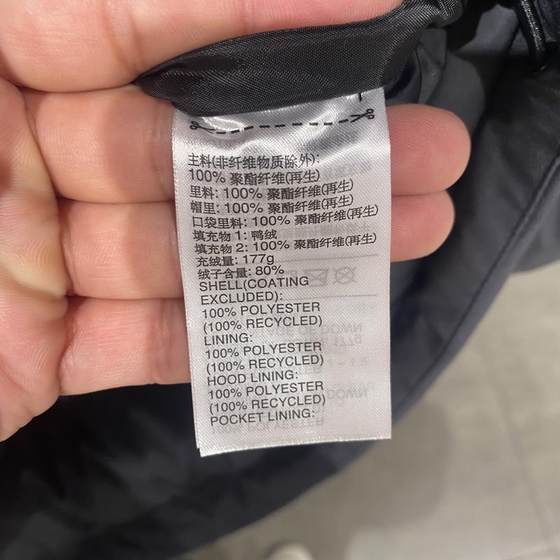 主料(非纤维物质除外):
100% 聚酯纤维(再生)
里料: 100% 聚酯纤维(再生)
帽里: 100% 聚酯纤维(再生)
口袋里料: 100% 聚酯纤维(再生)
填充物 1: 鸭绒
填充物 2: 100% 聚酯纤维(再生)
充绒量: 177g
绒子含量: 80%
SHELL(COATING
EXCLUDED):
100% POLYESTER
(100% RECYCLED)
LINING:
100% POLYESTER
(100% RECYCLED)
HOOD LINING:
100% POLYESTER
(100% RECYCLED)
POCKET LINING: